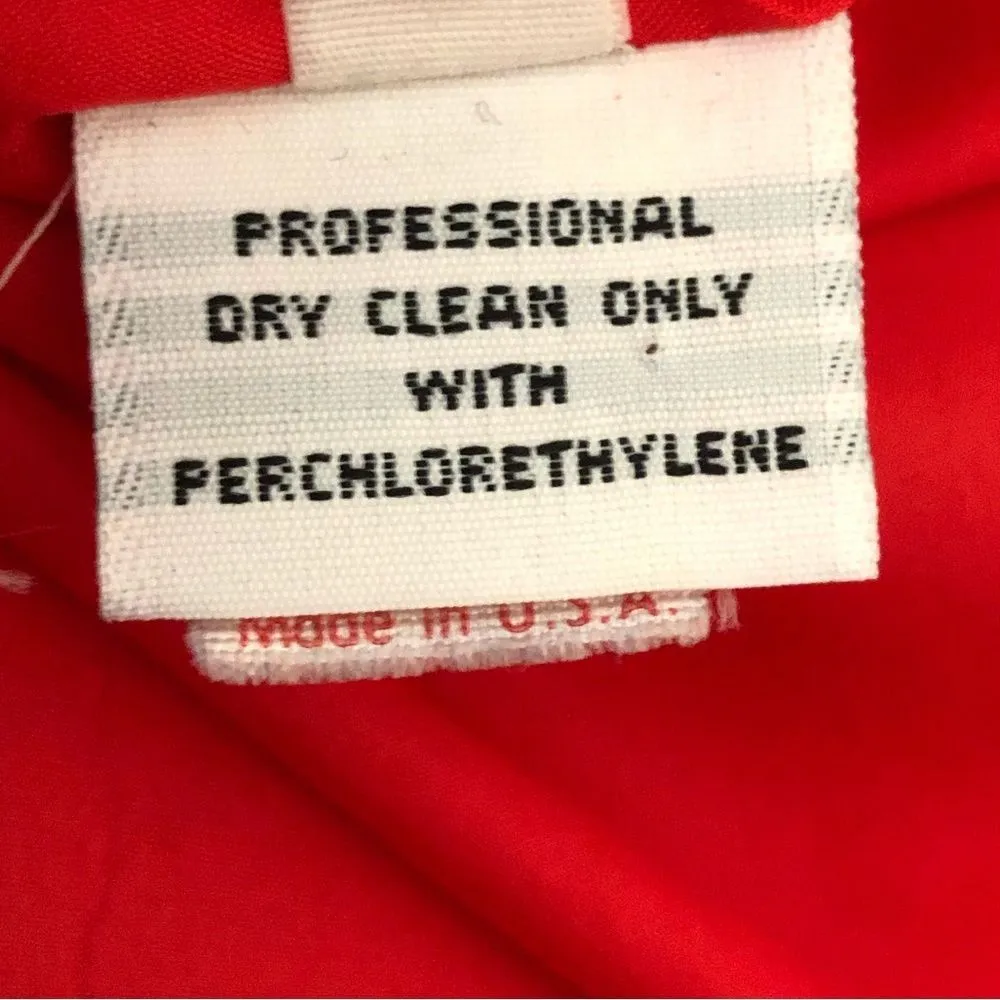 PROFESSIONAL
DRY CLEAN ONLY
WITH
PERCHLORETHYLENE
Made in U.S.A.